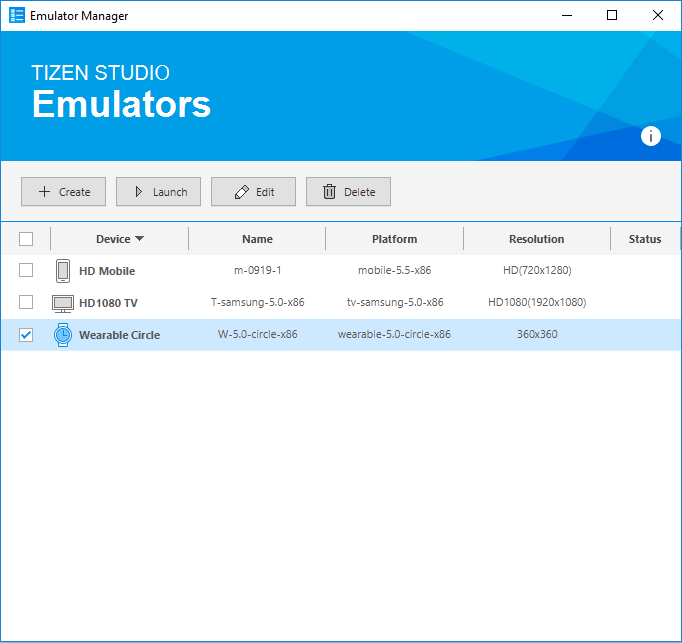 Emulator Manager
TIZEN STUDIO
Emulators
Create Launch Edit Delete
Device Name Platform Resolution Status
HD Mobile m-0919-1 mobile-5.5-x86 HD(720x1280)
HD1080 TV T-samsung-5.0-x86 tv-samsung-5.0-x86 HD1080(1920x1080)
Wearable Circle W-5.0-circle-x86 wearable-5.0-circle-x86 360x360